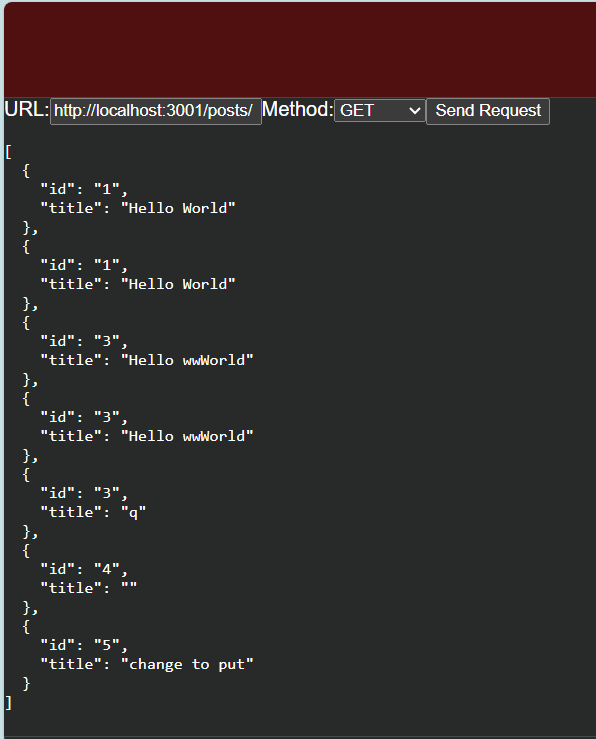 URL: http://localhost:3001/posts/ Method: GET Send Request
[
  {
    "id": "1",
    "title": "Hello World"
  },
  {
    "id": "1",
    "title": "Hello World"
  },
  {
    "id": "3",
    "title": "Hello wwWorld"
  },
  {
    "id": "3",
    "title": "Hello wwWorld"
  },
  {
    "id": "3",
    "title": "q"
  },
  {
    "id": "4",
    "title": ""
  },
  {
    "id": "5",
    "title": "change to put"
  }
]